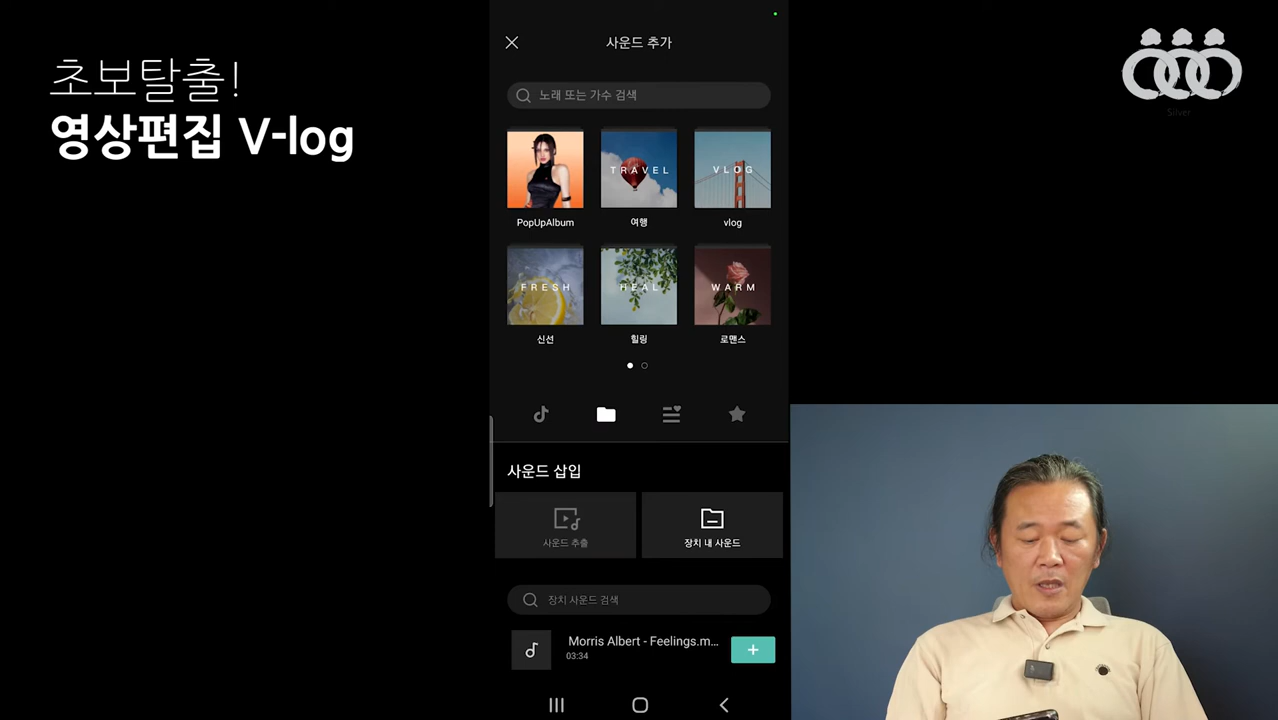 초보탈출!
영상편집 V-log
Silver
사운드 추가
노래 또는 가수 검색
TRAVEL
VLOG
PopUpAlbum
여행
vlog
FRESH
HEAL
WARM
신선
힐링
로맨스
사운드 삽입
사운드 추출
장치 내 사운드
장치 사운드 검색
Morris Albert - Feelings.m...
03:34